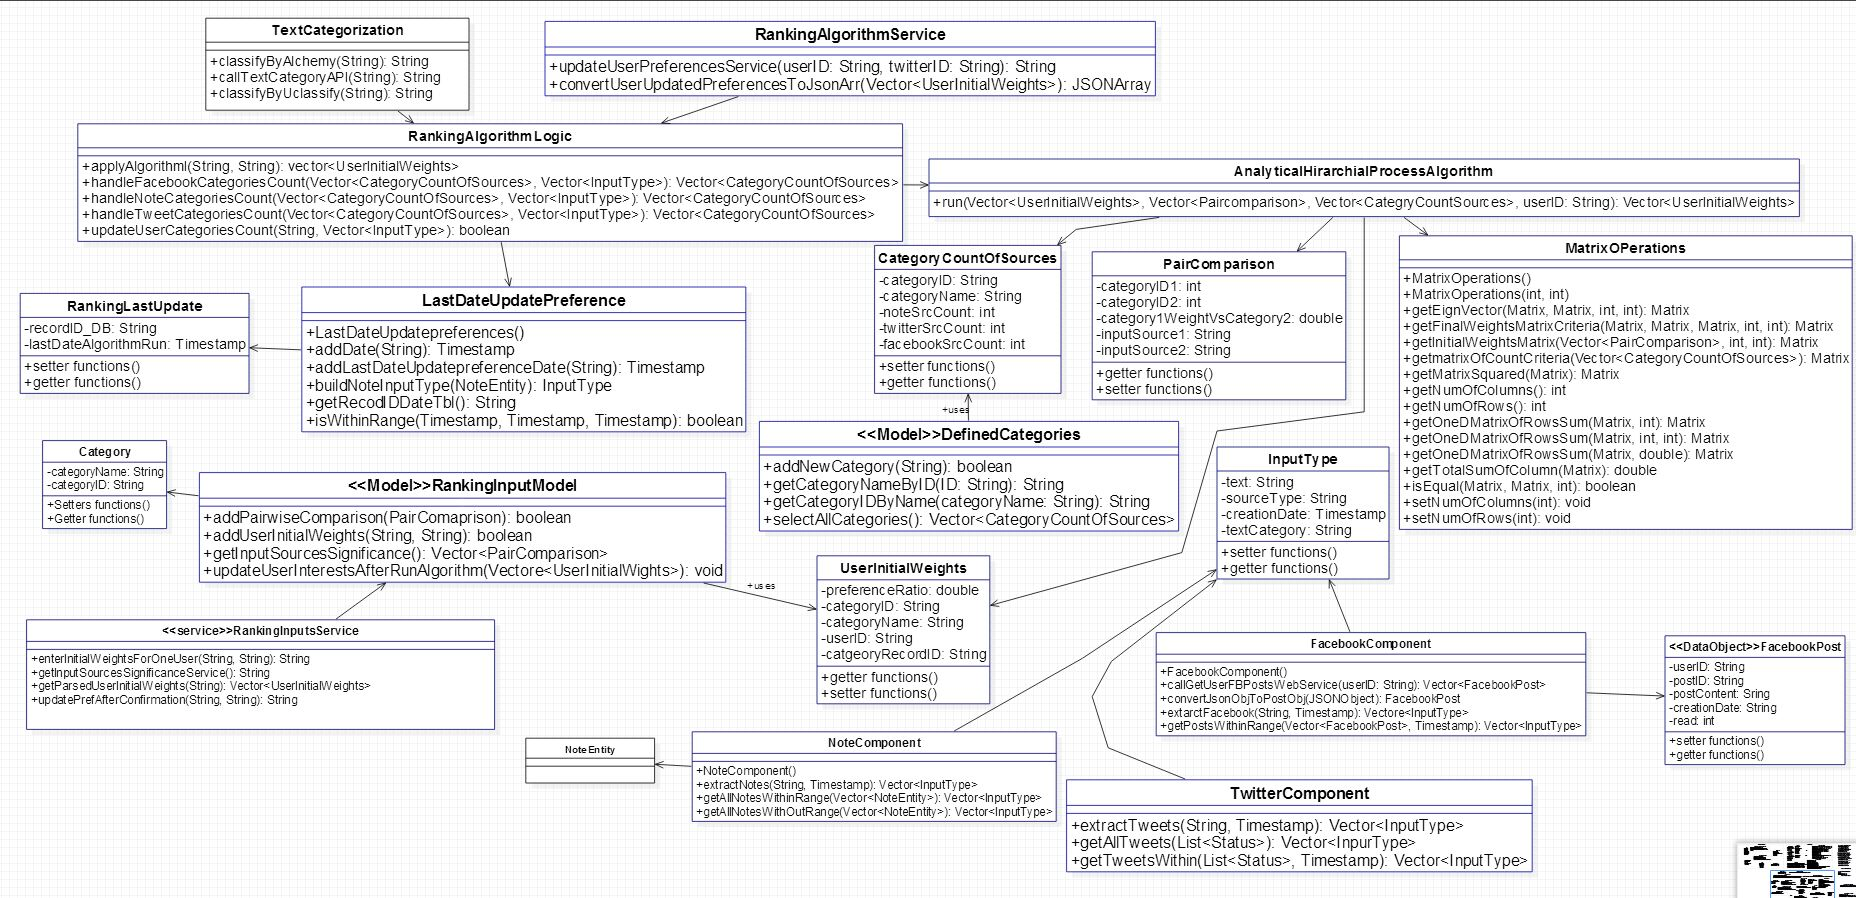 TextCategorization
+classifyByAlchemy(String): String
+callTextCategoryAPI(String): String
+classifyByUclassify(String): String
RankingAlgorithmService
+updateUserPreferencesService(userID: String, twitterID: String): String
+convertUserUpdatedPreferencesToJsonArr(Vector<UserInitialWeights>): JSONArray
RankingAlgorithmLogic
+applyAlgorithml(String, String): vector<UserInitialWeights>
+handleFacebookCategoriesCount(Vector<CategoryCountOfSources>, Vector<InputType>): Vector<CategoryCountOfSources>
+handleNoteCategoriesCount(Vector<CategoryCountOfSources>, Vector<InputType>): Vector<CategoryCountOfSources>
+handleTweetCategoriesCount(Vector<CategoryCountOfSources>, Vector<InputType>): Vector<CategoryCountOfSources>
+updateUserCategoriesCount(String, Vector<InputType>): boolean
AnalyticalHirarchialProcessAlgorithm
+run(Vector<UserInitialWeights>, Vector<Paircomparison>, Vector<CategryCountSources>, userID: String): Vector<UserInitialWeights>
CategoryCountOfSources
-categoryID: String
-categoryName: String
-noteSrcCount: int
-twitterSrcCount: int
-facebookSrcCount: int
+setter functions()
+getter functions()
PairComparison
-categoryID1: int
-categoryID2: int
-category1WeightVsCategory2: double
-inputSource1: String
-inputSource2: String
+getter functions()
+setter functions()
MatrixOPerations
+MatrixOperations()
+MatrixOperations(int, int)
+getEignVector(Matrix, Matrix, int, int): Matrix
+getFinalWeightsMatrixCriteria(Matrix, Matrix, Matrix, int, int): Matrix
+getInitialWeightsMatrix(Vector<PairComparison>, int, int): Matrix
+getmatrixOfCountCriteria(Vector<CategoryCountOfSources>): Matrix
+getMatrixSquared(Matrix): Matrix
+getNumOfColumns(): int
+getNumOfRows(): int
+getOneDMatrixOfRowsSum(Matrix, int): Matrix
+getOneDMatrixOfRowsSum(Matrix, int, int): Matrix
+getOneDMatrixOfRowsSum(Matrix, double): Matrix
+getTotalSumOfColumn(Matrix): double
+isEqual(Matrix, Matrix, int): boolean
+setNumOfColumns(int): void
+setNumOfRows(int): void
RankingLastUpdate
-recordID_DB: String
-lastDateAlgorithmRun: Timestamp
+setter functions()
+getter functions()
LastDateUpdatePreference
+LastDateUpdatepreferences()
+addDate(String): Timestamp
+addLastDateUpdatepreferenceDate(String): Timestamp
+buildNoteInputType(NoteEntity): InputType
+getRecodIDDateTbl(): String
+isWithinRange(Timestamp, Timestamp, Timestamp): boolean
+uses
<<Model>>DefinedCategories
+addNewCategory(String): boolean
+getCategoryNameByID(ID: String): String
+getCategoryIDByName(categoryName: String): String
+selectAllCategories(): Vector<CategoryCountOfSources>
Category
-categoryName: String
-categoryID: String
+Setters functions()
+Getter functions()
<<Model>>RankingInputModel
+addPairwiseComparison(PairComaprison): boolean
+addUserInitialWeights(String, String): boolean
+getInputSourcesSignificance(): Vector<PairComparison>
+updateUserInterestsAfterRunAlgorithm(Vectore<UserInitialWights>): void
+uses
InputType
-text: String
-sourceType: String
-creationDate: Timestamp
-textCategory: String
+setter functions()
+getter functions()
UserInitialWeights
-preferenceRatio: double
-categoryID: String
-categoryName: String
-userID: String
-catgeoryRecordID: String
+getter functions()
+setter functions()
<<service>>RankingInputsService
+enterInitialWeightsForOneUser(String, String): String
+getInputSourcesSignificanceService(): String
+getParsedUserInitialWeights(String): Vector<UserInitialWeights>
+updatePrefAfterConfirmation(String, String): String
FacebookComponent
+FacebookComponent()
+callGetUserFBPostsWebService(userID: String): Vector<FacebookPost>
+convertJsonObjToPostObj(JSONObject): FacebookPost
+extarctFacebook(String, Timestamp): Vectore<InputType>
+getPostsWithinRange(Vector<FacebookPost>, Timestamp): Vector<InputType>
<<DataObject>>FacebookPost
-userID: String
-postID: String
-postContent: Sring
-creationDate: String
-read: int
+setter functions()
+getter functions()
NoteEntity
NoteComponent
+NoteComponent()
+extractNotes(String, Timestamp): Vector<InputType>
+getAllNotesWithinRange(Vector<NoteEntity>): Vector<InputType>
+getAllNotesWithOutRange(Vector<NoteEntity>): Vector<InputType>
TwitterComponent
+extractTweets(String, Timestamp): Vector<InputType>
+getAllTweets(List<Status>): Vector<InpurType>
+getTweetsWithin(List<Status>, Timestamp): Vector<InputType>